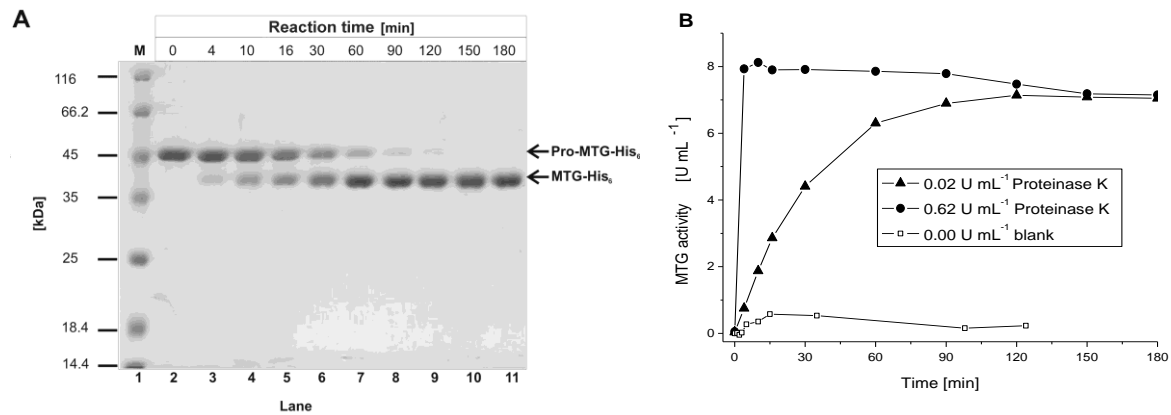 A
Reaction time [min]
M 0 4 10 16 30 60 90 120 150 180
116
66.2
45
35
25
18.4
14.4
[kDa]
Pro-MTG-His₆
MTG-His₆
1 2 3 4 5 6 7 8 9 10 11
Lane
B
MTG activity [U mL⁻¹]
8
6
4
2
0
0.02 U mL⁻¹ Proteinase K
0.62 U mL⁻¹ Proteinase K
0.00 U mL⁻¹ blank
0 30 60 90 120 150 180
Time [min]